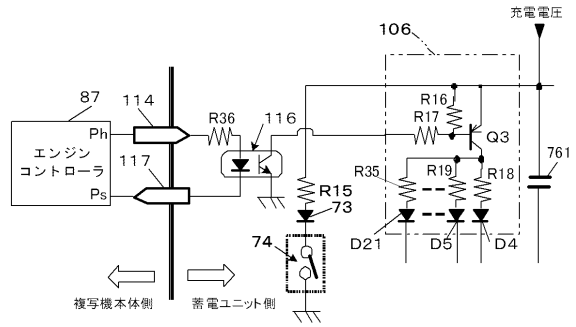 充電電圧
106
87
114
R36
116
R16
R17
Q3
Ph
エンジン
コントローラ
117
Ps
R15
73
R35
R19
R18
761
74
D21
D5
D4
複写機本体側
蓄電ユニット側